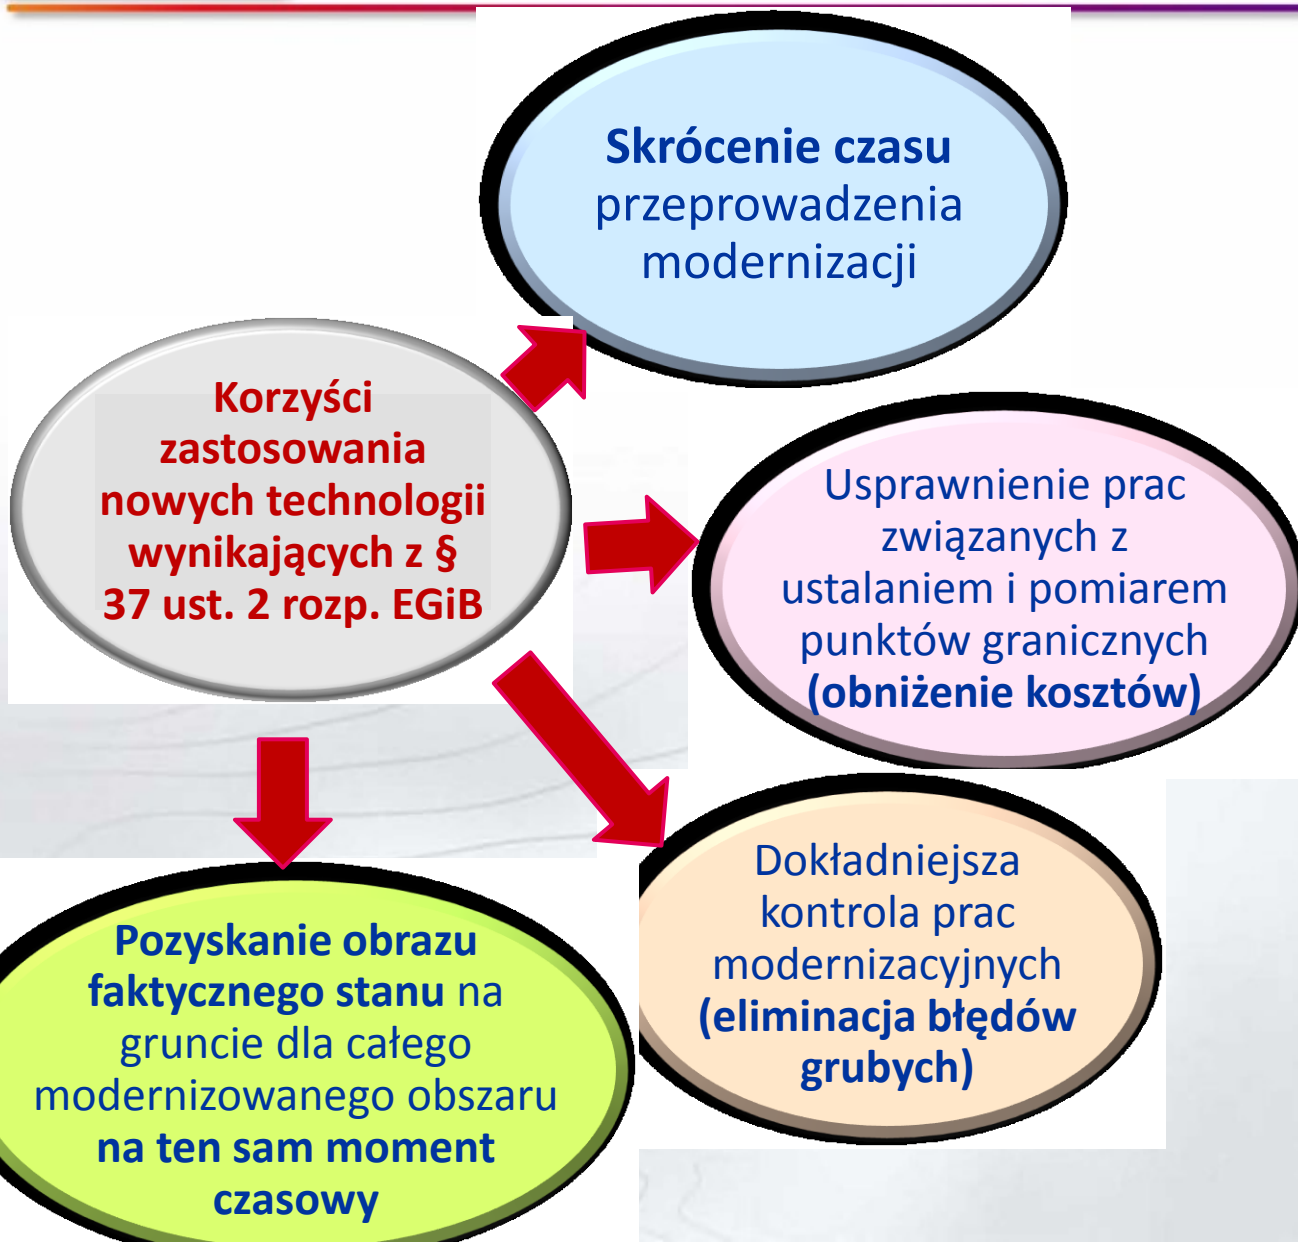 Skrócenie czasu
przeprowadzenia
modernizacji
Korzyści
zastosowania
nowych technologii
wynikających z §
37 ust. 2 rozp. EGiB
Usprawnienie prac
związanych z
ustalaniem i pomiarem
punktów granicznych
(obniżenie kosztów)
Dokładniejsza
kontrola prac
modernizacyjnych
(eliminacja błędów
grubych)
Pozyskanie obrazu
faktycznego stanu na
gruncie dla całego
modernizowanego obszaru
na ten sam moment
czasowy